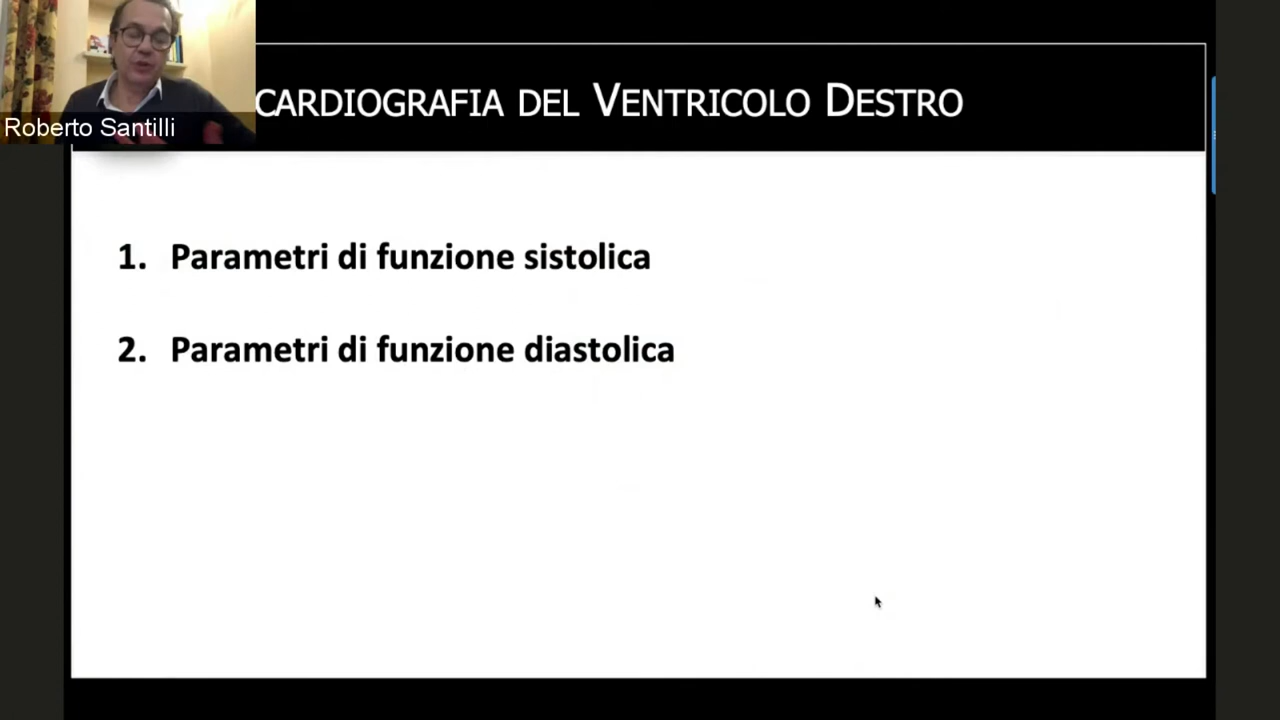 CARDIOGRAFIA DEL VENTRICOLO DESTRO
Roberto Santilli
1. Parametri di funzione sistolica
2. Parametri di funzione diastolica